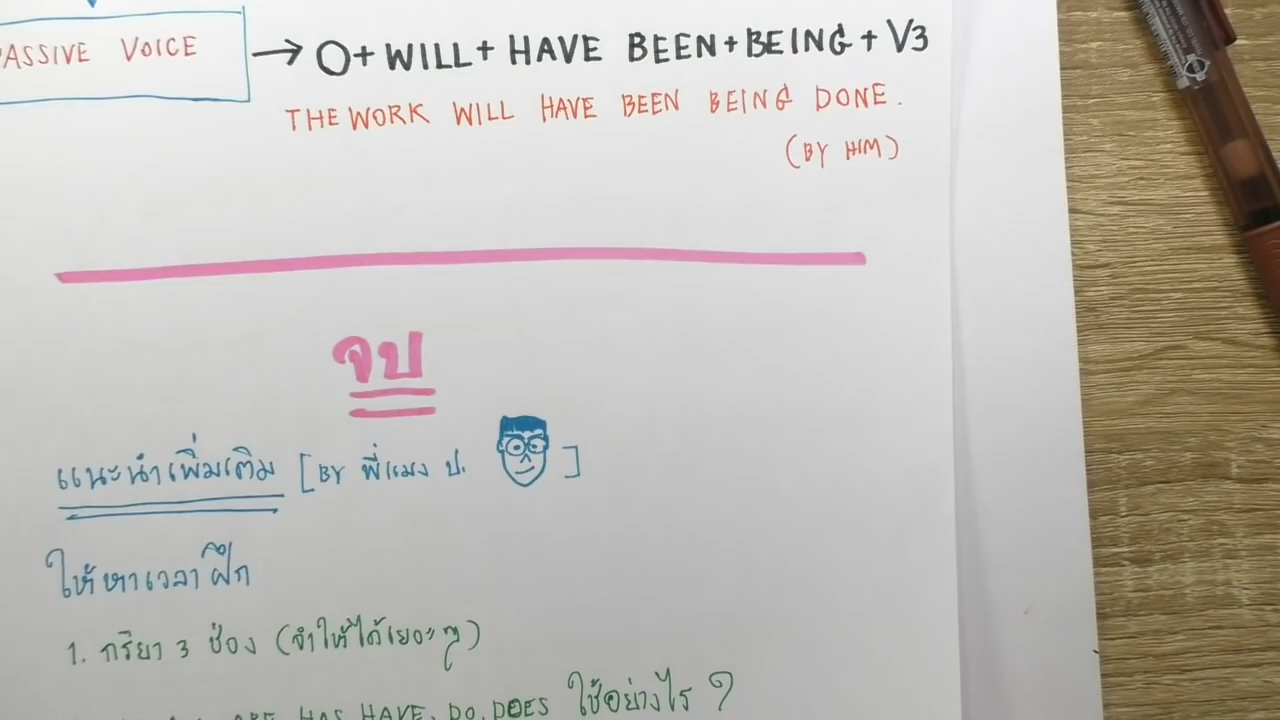 PASSIVE VOICE → O + WILL + HAVE BEEN + BEING + V3
THE WORK WILL HAVE BEEN BEING DONE.
(BY HIM)
จบ
แนะนำเพิ่มเติม [BY พี่แมง ป. ]
ให้หาเวลาฝึก
1. กริยา 3 ช่อง (จำให้ได้เยอะๆ)
ARE HAS HAVE, DO, DOES ใช้อย่างไร ?